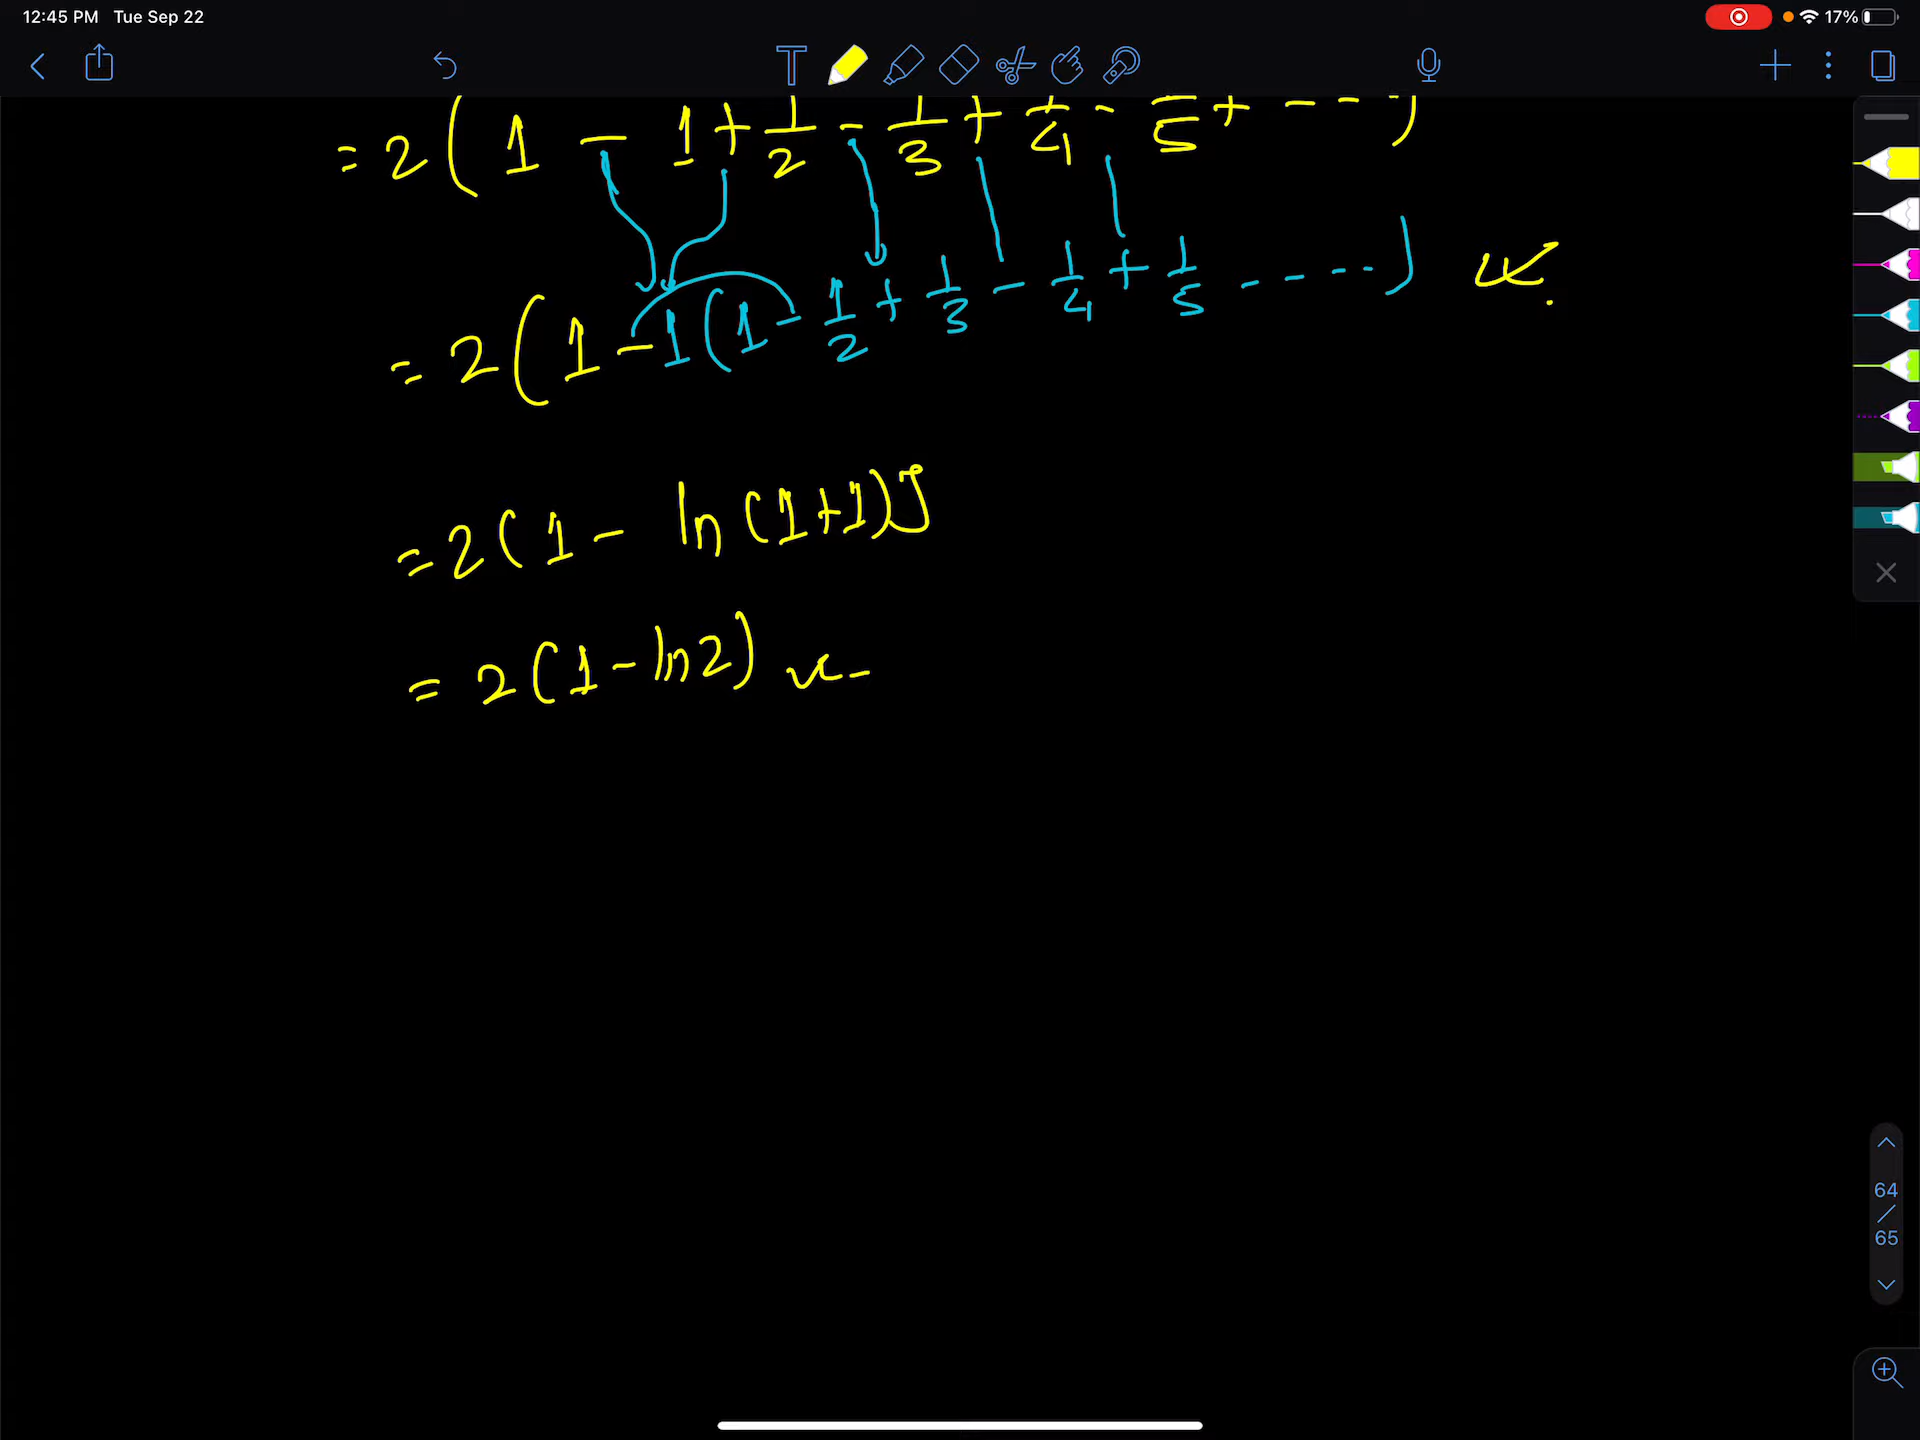 12:45 PM Tue Sep 22
17%
= 2 ( 1 - 1 + 1/2 - 1/3 + 1/4 - /5 + - - - )
= 2 ( 1 - 1 ( 1 - 1/2 + 1/3 - 1/4 + 1/5 - - - - - )
= 2 ( 1 - ln (1+1) ]
= 2 ( 1 - ln 2 )
64
/
65